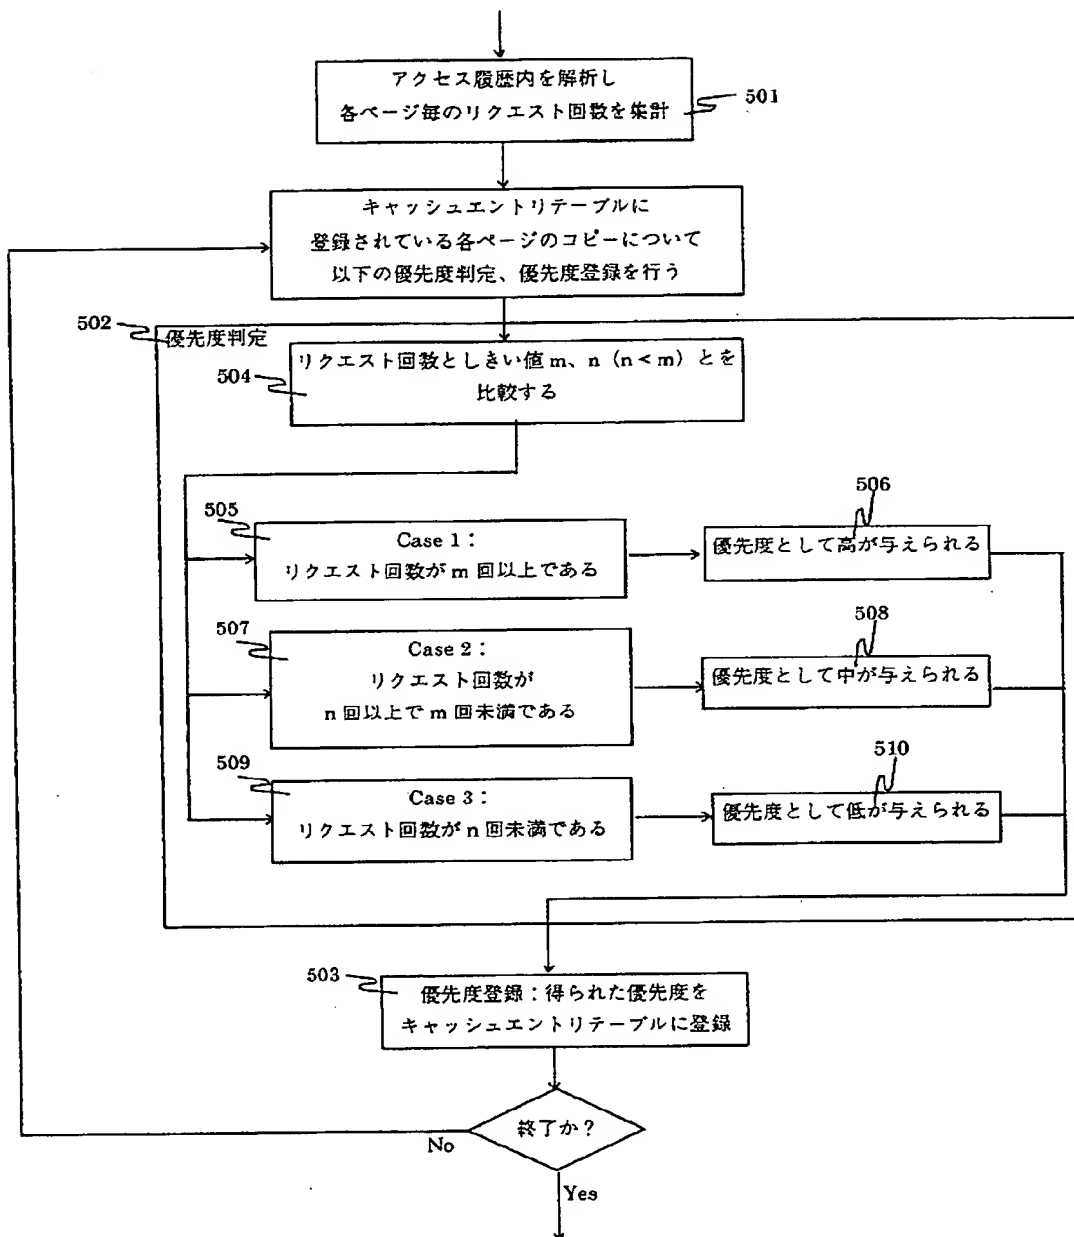 アクセス履歴内を解析し
各ページ毎のリクエスト回数を集計
501
キャッシュエントリテーブルに
登録されている各ページのコピーについて
以下の優先度判定、優先度登録を行う
502
優先度判定
504
リクエスト回数としきい値 m、n (n < m) とを
比較する
505
Case 1：
リクエスト回数が m 回以上である
506
優先度として高が与えられる
507
Case 2：
リクエスト回数が
n 回以上で m 回未満である
508
優先度として中が与えられる
509
Case 3：
リクエスト回数が n 回未満である
510
優先度として低が与えられる
503
優先度登録：得られた優先度を
キャッシュエントリテーブルに登録
終了か？
No
Yes